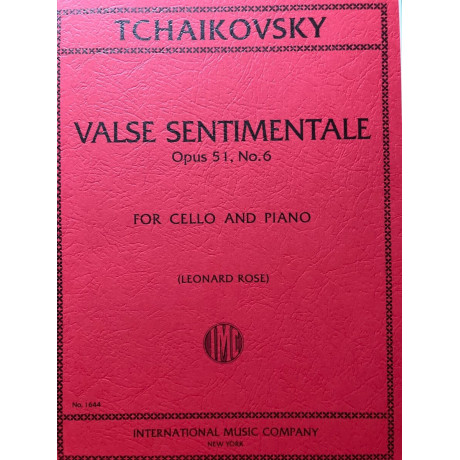 TCHAIKOVSKY
VALSE SENTIMENTALE
Opus 51, No.6
FOR CELLO AND PIANO
(LEONARD ROSE)
IMC
No. 1644
INTERNATIONAL MUSIC COMPANY
NEW YORK